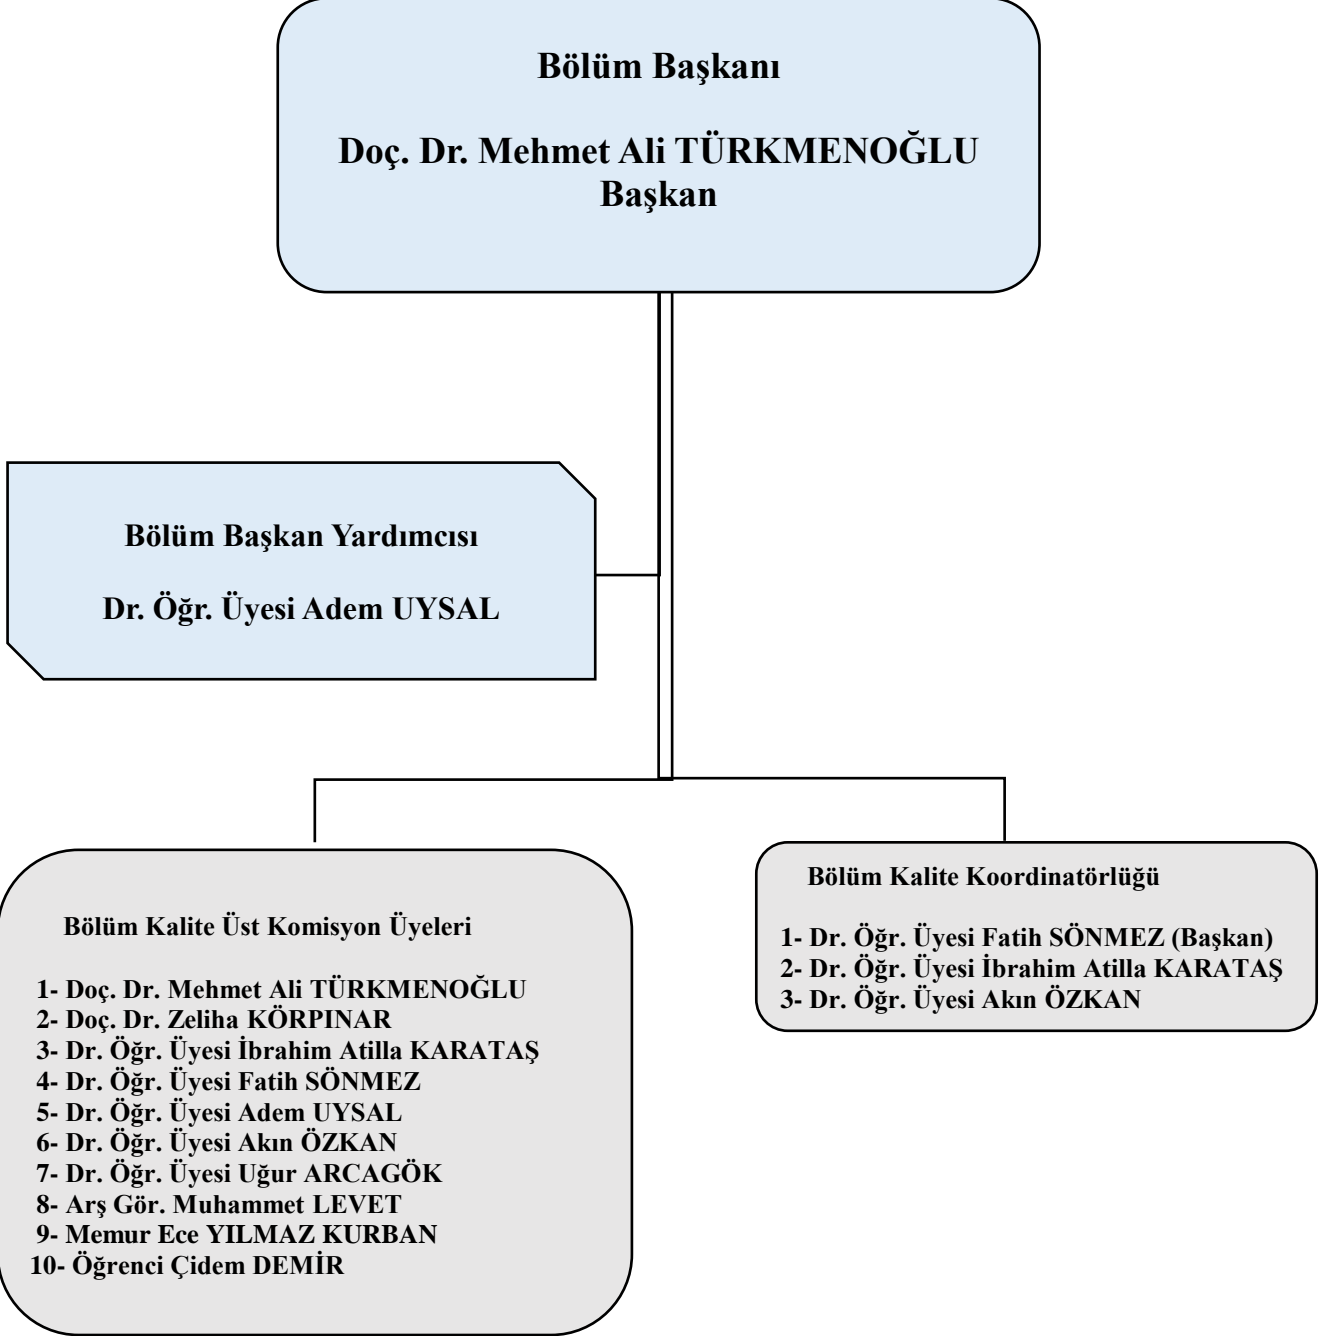 Bölüm Başkanı
Doç. Dr. Mehmet Ali TÜRKMENOĞLU
Başkan
Bölüm Başkan Yardımcısı
Dr. Öğr. Üyesi Adem UYSAL
Bölüm Kalite Üst Komisyon Üyeleri
1- Doç. Dr. Mehmet Ali TÜRKMENOĞLU
2- Doç. Dr. Zeliha KÖRPINAR
3- Dr. Öğr. Üyesi İbrahim Atilla KARATAŞ
4- Dr. Öğr. Üyesi Fatih SÖNMEZ
5- Dr. Öğr. Üyesi Adem UYSAL
6- Dr. Öğr. Üyesi Akın ÖZKAN
7- Dr. Öğr. Üyesi Uğur ARCAGÖK
8- Arş Gör. Muhammet LEVET
9- Memur Ece YILMAZ KURBAN
10- Öğrenci Çidem DEMİR
Bölüm Kalite Koordinatörlüğü
1- Dr. Öğr. Üyesi Fatih SÖNMEZ (Başkan)
2- Dr. Öğr. Üyesi İbrahim Atilla KARATAŞ
3- Dr. Öğr. Üyesi Akın ÖZKAN